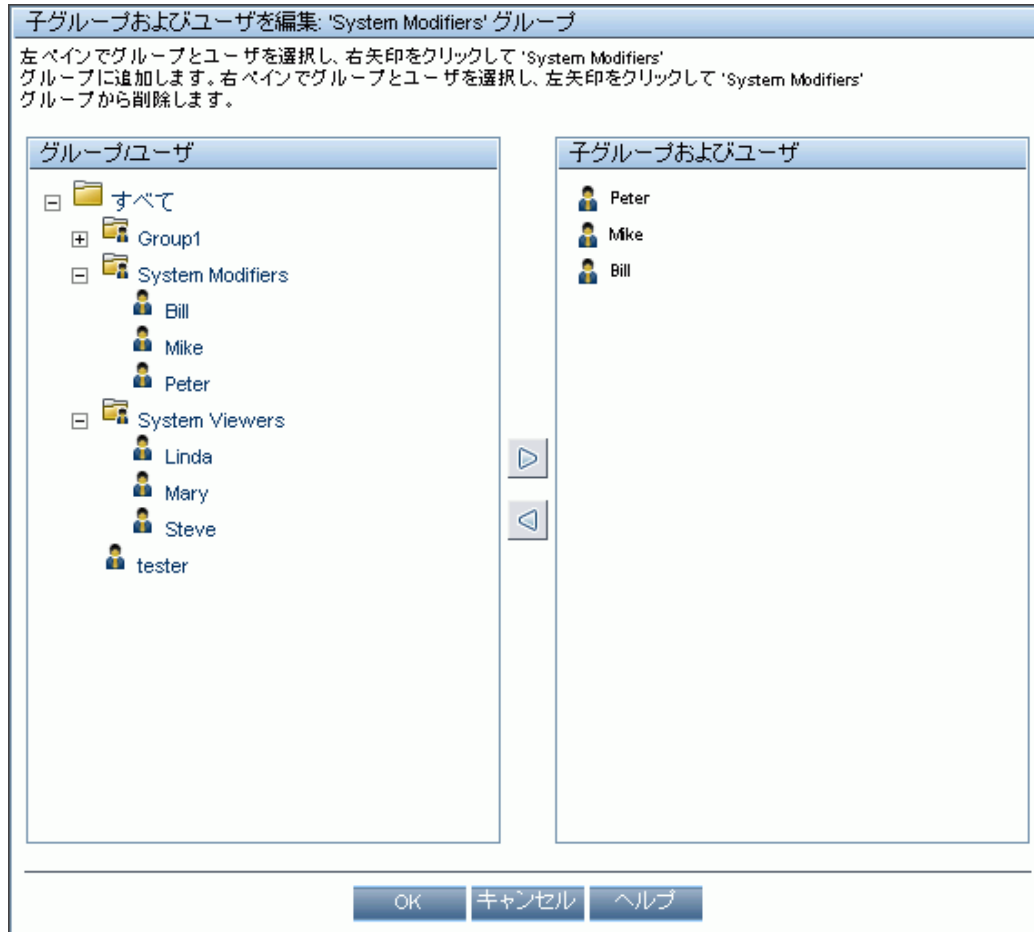 子グループおよびユーザを編集: 'System Modifiers' グループ
左ペインでグループとユーザを選択し、右矢印をクリックして 'System Modifiers'
グループに追加します。右ペインでグループとユーザを選択し、左矢印をクリックして 'System Modifiers'
グループから削除します。
グループ/ユーザ
すべて
Group1
System Modifiers
Bill
Mike
Peter
System Viewers
Linda
Mary
Steve
tester
子グループおよびユーザ
Peter
Mike
Bill
OK
キャンセル
ヘルプ